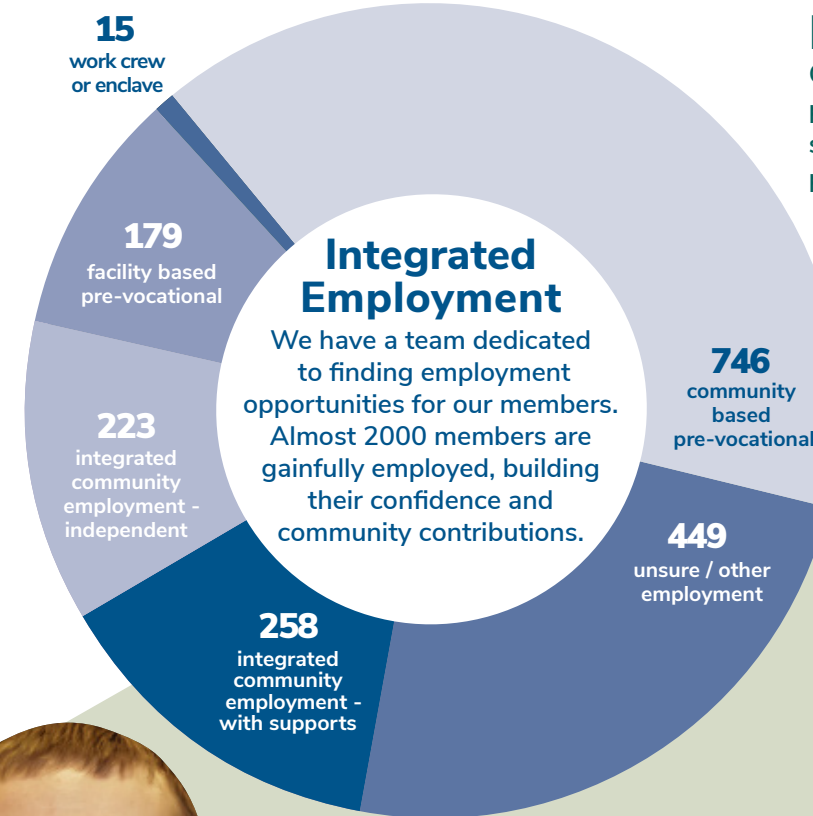 15
work crew
or enclave
179
facility based
pre-vocational
223
integrated
community
employment -
independent
258
integrated
community
employment -
with supports
Integrated
Employment
We have a team dedicated
to finding employment
opportunities for our members.
Almost 2000 members are
gainfully employed, building
their confidence and
community contributions.
746
community
based
pre-vocational
449
unsure / other
employment